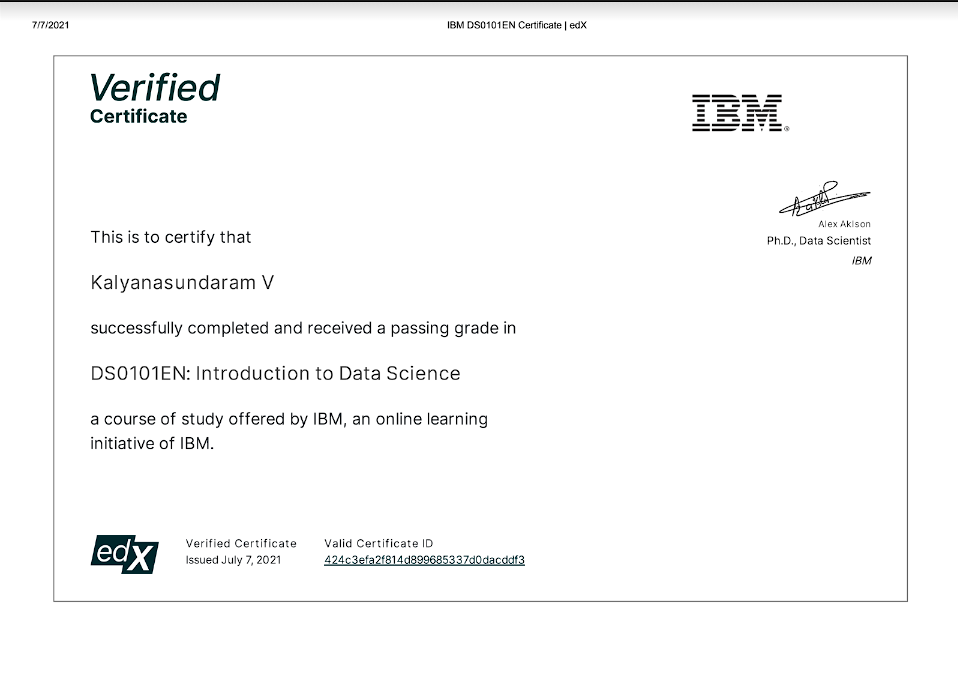 7/7/2021 IBM DS0101EN Certificate | edX
Verified
Certificate
IBM®
Alex Aklson
Ph.D., Data Scientist
IBM
This is to certify that
Kalyanasundaram V
successfully completed and received a passing grade in
DS0101EN: Introduction to Data Science
a course of study offered by IBM, an online learning
initiative of IBM.
edX
Verified Certificate
Issued July 7, 2021
Valid Certificate ID
424c3efa2f814d899685337d0dacddf3